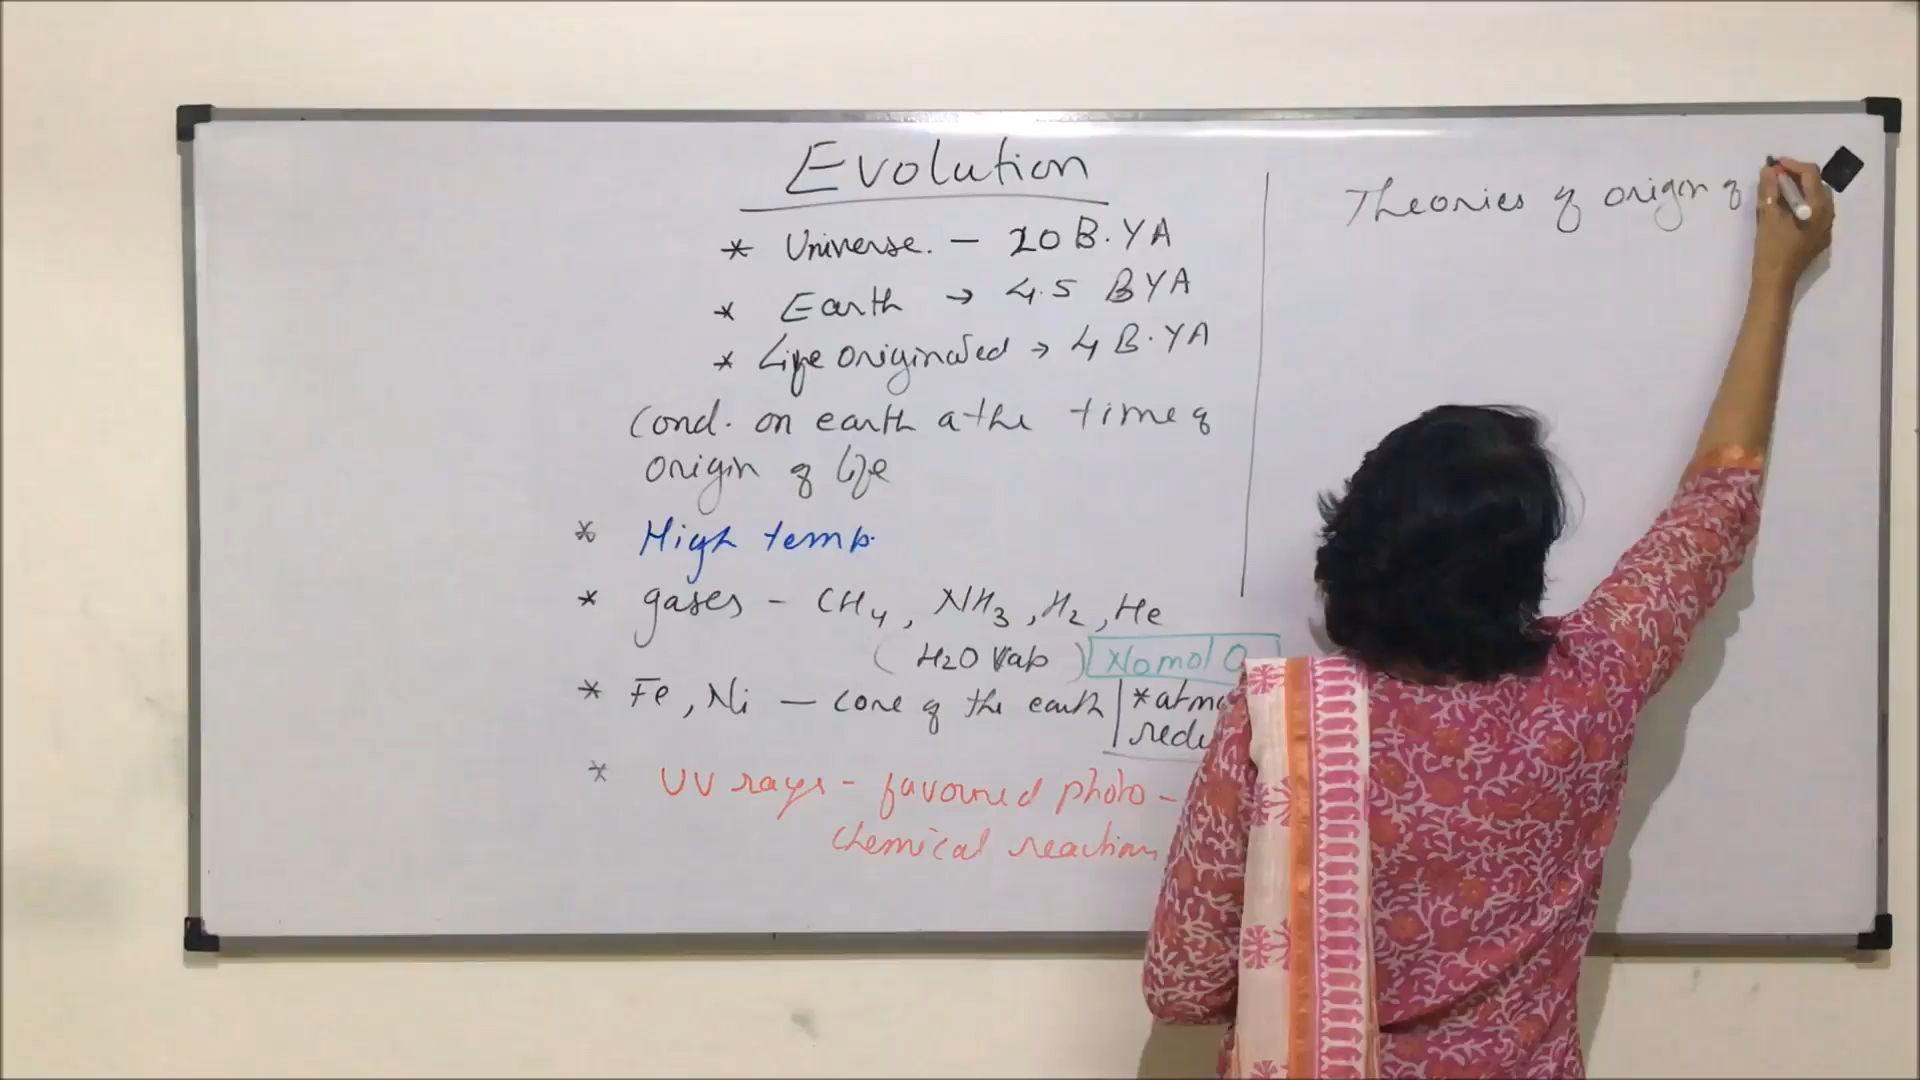 Evolution
* Universe. - 20 B.YA
* Earth → 4.5 BYA
* Life originated → 4 B.YA
Cond. on earth a the time of
origin of life
* High temp.
* gases - CH4, NH3, H2, He
(H2O Vap) No mol O
* Fe, Ni - core of the earth
* UV rays - favoured photo-
chemical reaction
Theories of origin of